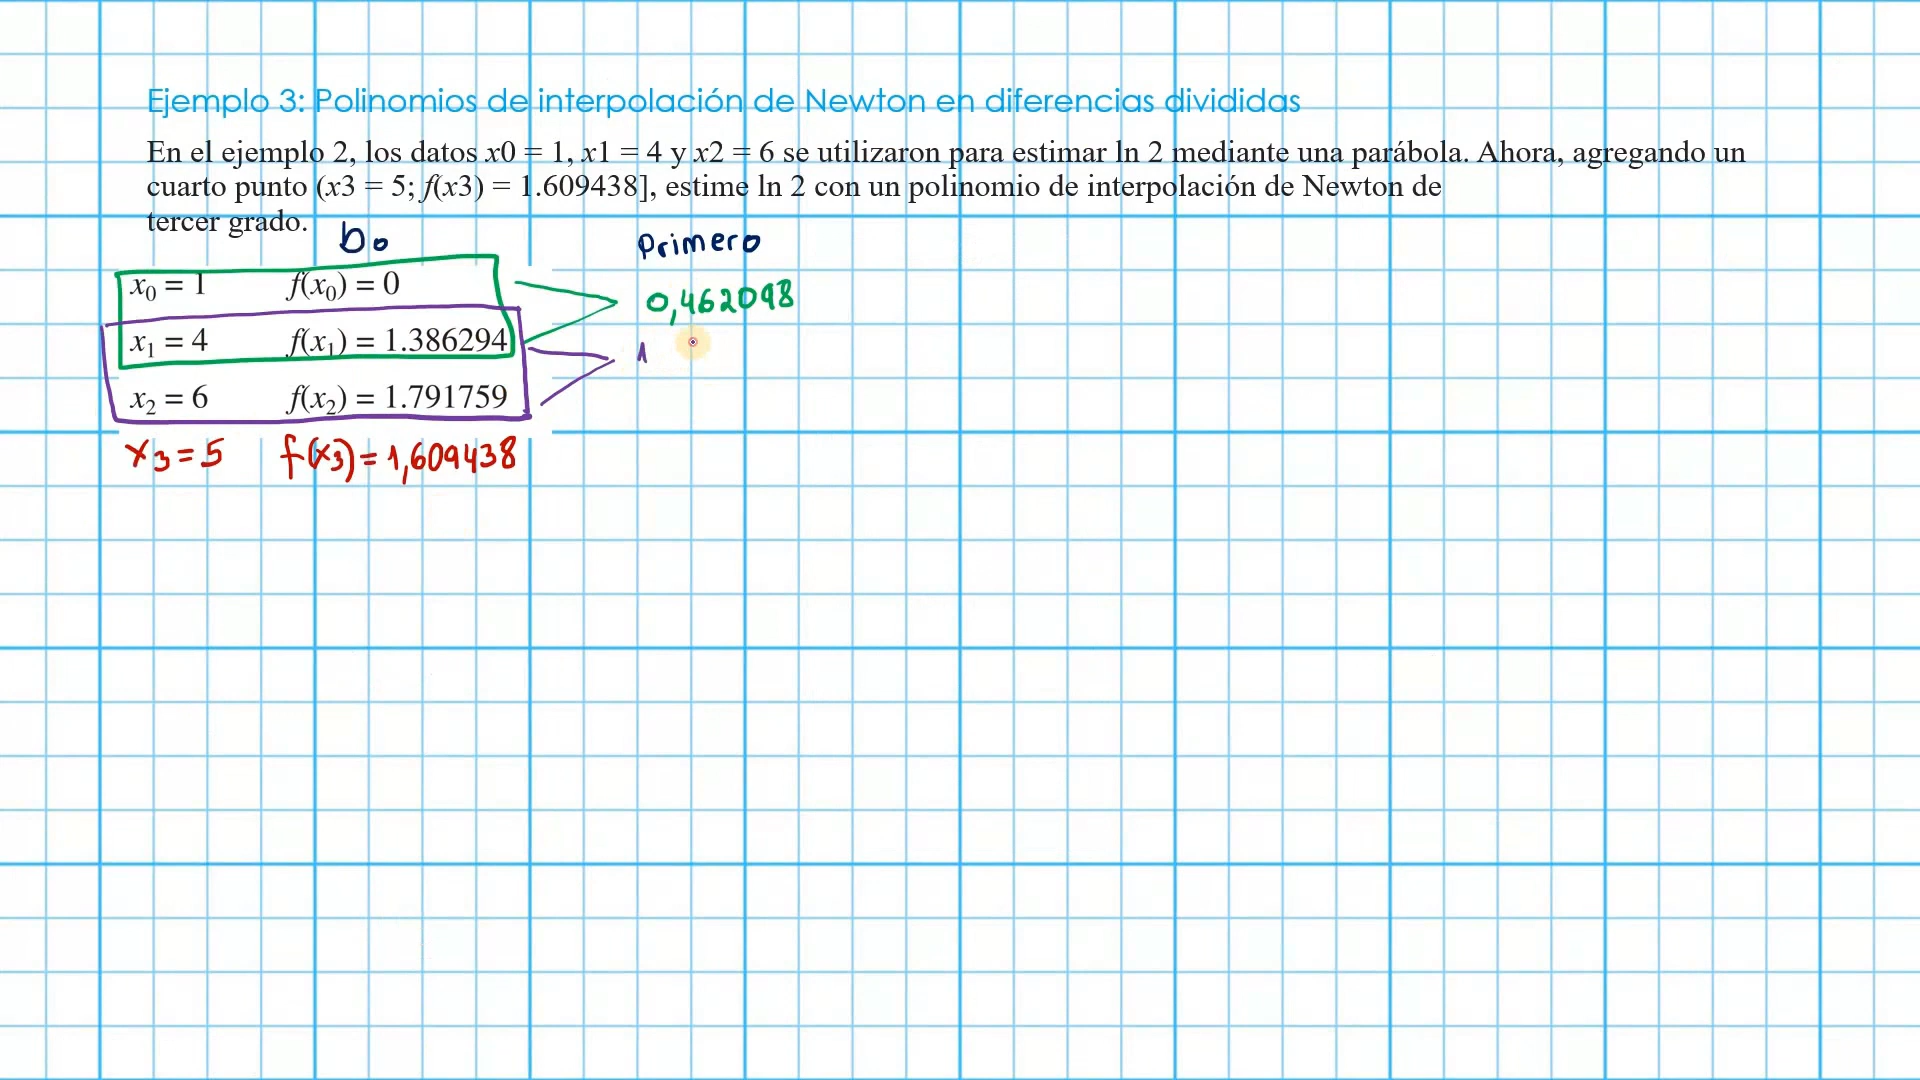 Ejemplo 3: Polinomios de interpolación de Newton en diferencias divididas
En el ejemplo 2, los datos x0 = 1, x1 = 4 y x2 = 6 se utilizaron para estimar ln 2 mediante una parábola. Ahora, agregando un
cuarto punto (x3 = 5; f(x3) = 1.609438], estime ln 2 con un polinomio de interpolación de Newton de
tercer grado.
b₀ Primero
x₀ = 1 f(x₀) = 0 0,462098
x₁ = 4 f(x₁) = 1.386294 1
x₂ = 6 f(x₂) = 1.791759
x₃ = 5 f(x₃) = 1,609438